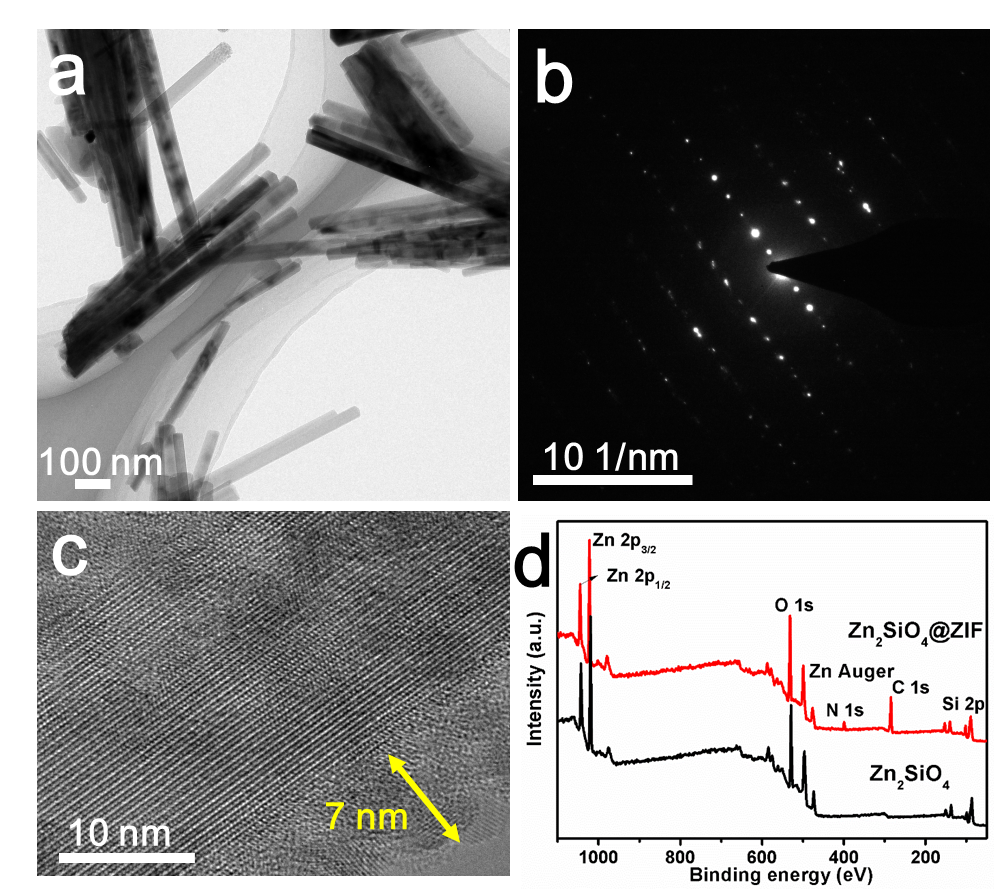 a
100 nm
b
10 1/nm
c
7 nm
10 nm
d
Zn 2p3/2
Zn 2p1/2
O 1s
Zn2SiO4@ZIF
Zn Auger
C 1s
N 1s
Si 2p
Zn2SiO4
Intensity (a.u.)
1000 800 600 400 200
Binding energy (eV)